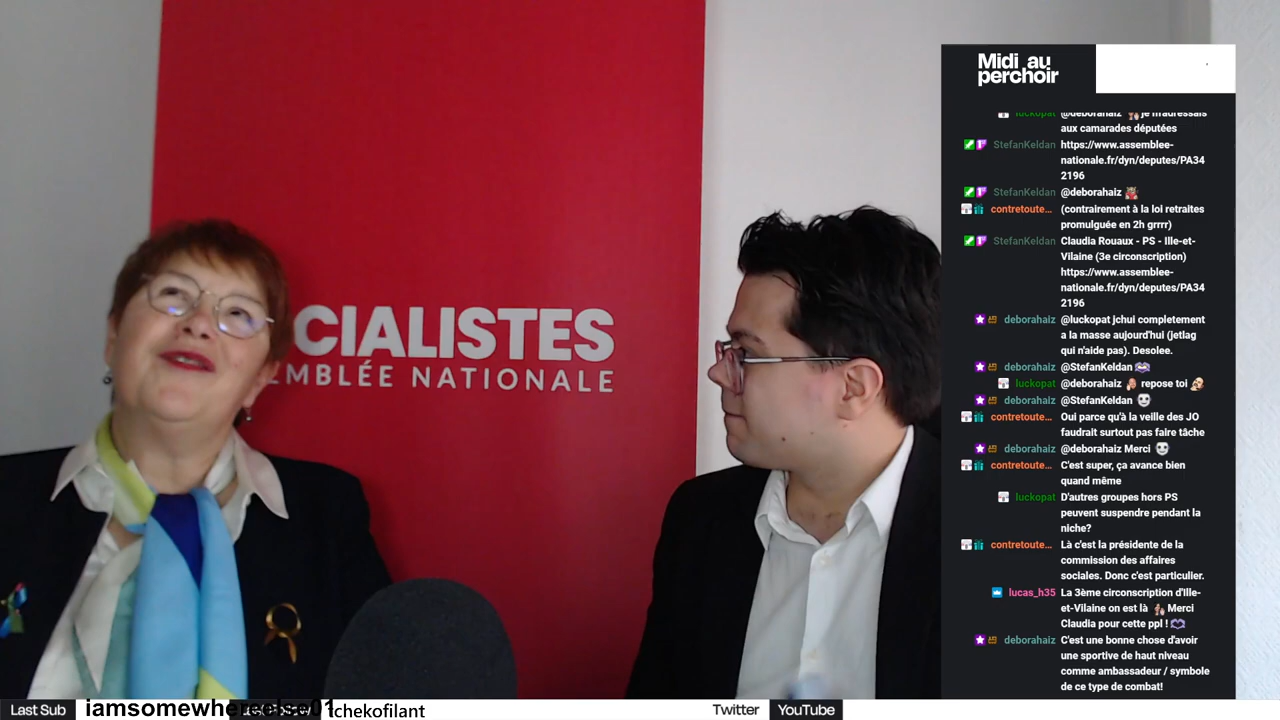 CIALISTES
EMBLÉE NATIONALE
Midi au
perchoir
luckopat @deborahaiz je m'adressais
aux camarades députées
StefanKeldan https://www.assemblee-
nationale.fr/dyn/deputes/PA34
2196
StefanKeldan @deborahaiz
contretoute... (contrairement à la loi retraites
promulguée en 2h grrrr)
StefanKeldan Claudia Rouaux - PS - Ille-et-
Vilaine (3e circonscription)
https://www.assemblee-
nationale.fr/dyn/deputes/PA34
2196
deborahaiz @luckopat jchui completement
a la masse aujourd'hui (jetlag
qui n'aide pas). Desolee.
deborahaiz @StefanKeldan
luckopat @deborahaiz repose toi
deborahaiz @StefanKeldan
contretoute... Oui parce qu'à la veille des JO
faudrait surtout pas faire tâche
deborahaiz @deborahaiz Merci
contretoute... C'est super, ça avance bien
quand même
luckopat D'autres groupes hors PS
peuvent suspendre pendant la
niche?
contretoute... Là c'est la présidente de la
commission des affaires
sociales. Donc c'est particulier.
lucas_h35 La 3ème circonscription d'Ille-
et-Vilaine on est là Merci
Claudia pour cette ppl !
deborahaiz C'est une bonne chose d'avoir
une sportive de haut niveau
comme ambassadeur / symbole
de ce type de combat!
Last Sub iamsomewhereelse01 Last Follow Tchekofilant Twitter YouTube